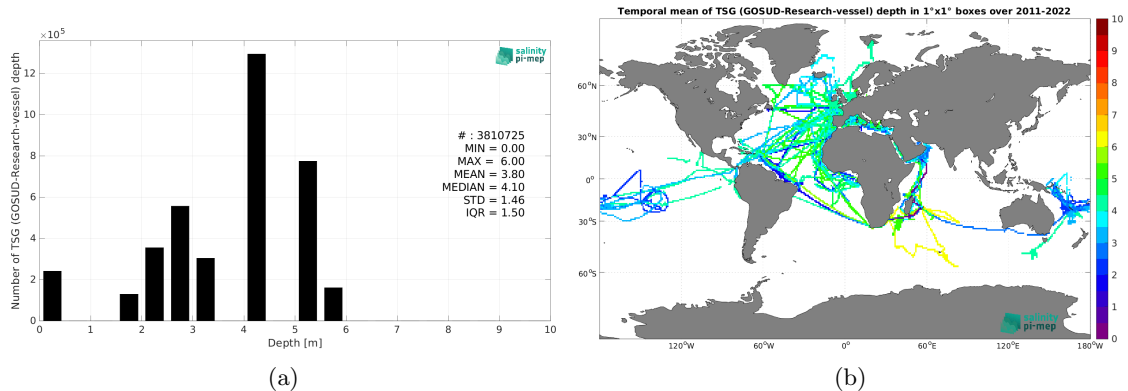 ×10⁵
12
10
8
6
4
2
0
0 1 2 3 4 5 6 7 8 9 10
Number of TSG (GOSUD-Research-vessel) depth
Depth [m]
salinity
pi-mep
# : 3810725
MIN = 0.00
MAX = 6.00
MEAN = 3.80
MEDIAN = 4.10
STD = 1.46
IQR = 1.50
(a)
Temporal mean of TSG (GOSUD-Research-vessel) depth in 1°x1° boxes over 2011-2022
60°N
30°N
0°
30°S
60°S
120°W 60°W 0° 60°E 120°E 180°W
salinity
pi-mep
10
9
8
7
6
5
4
3
2
1
0
(b)